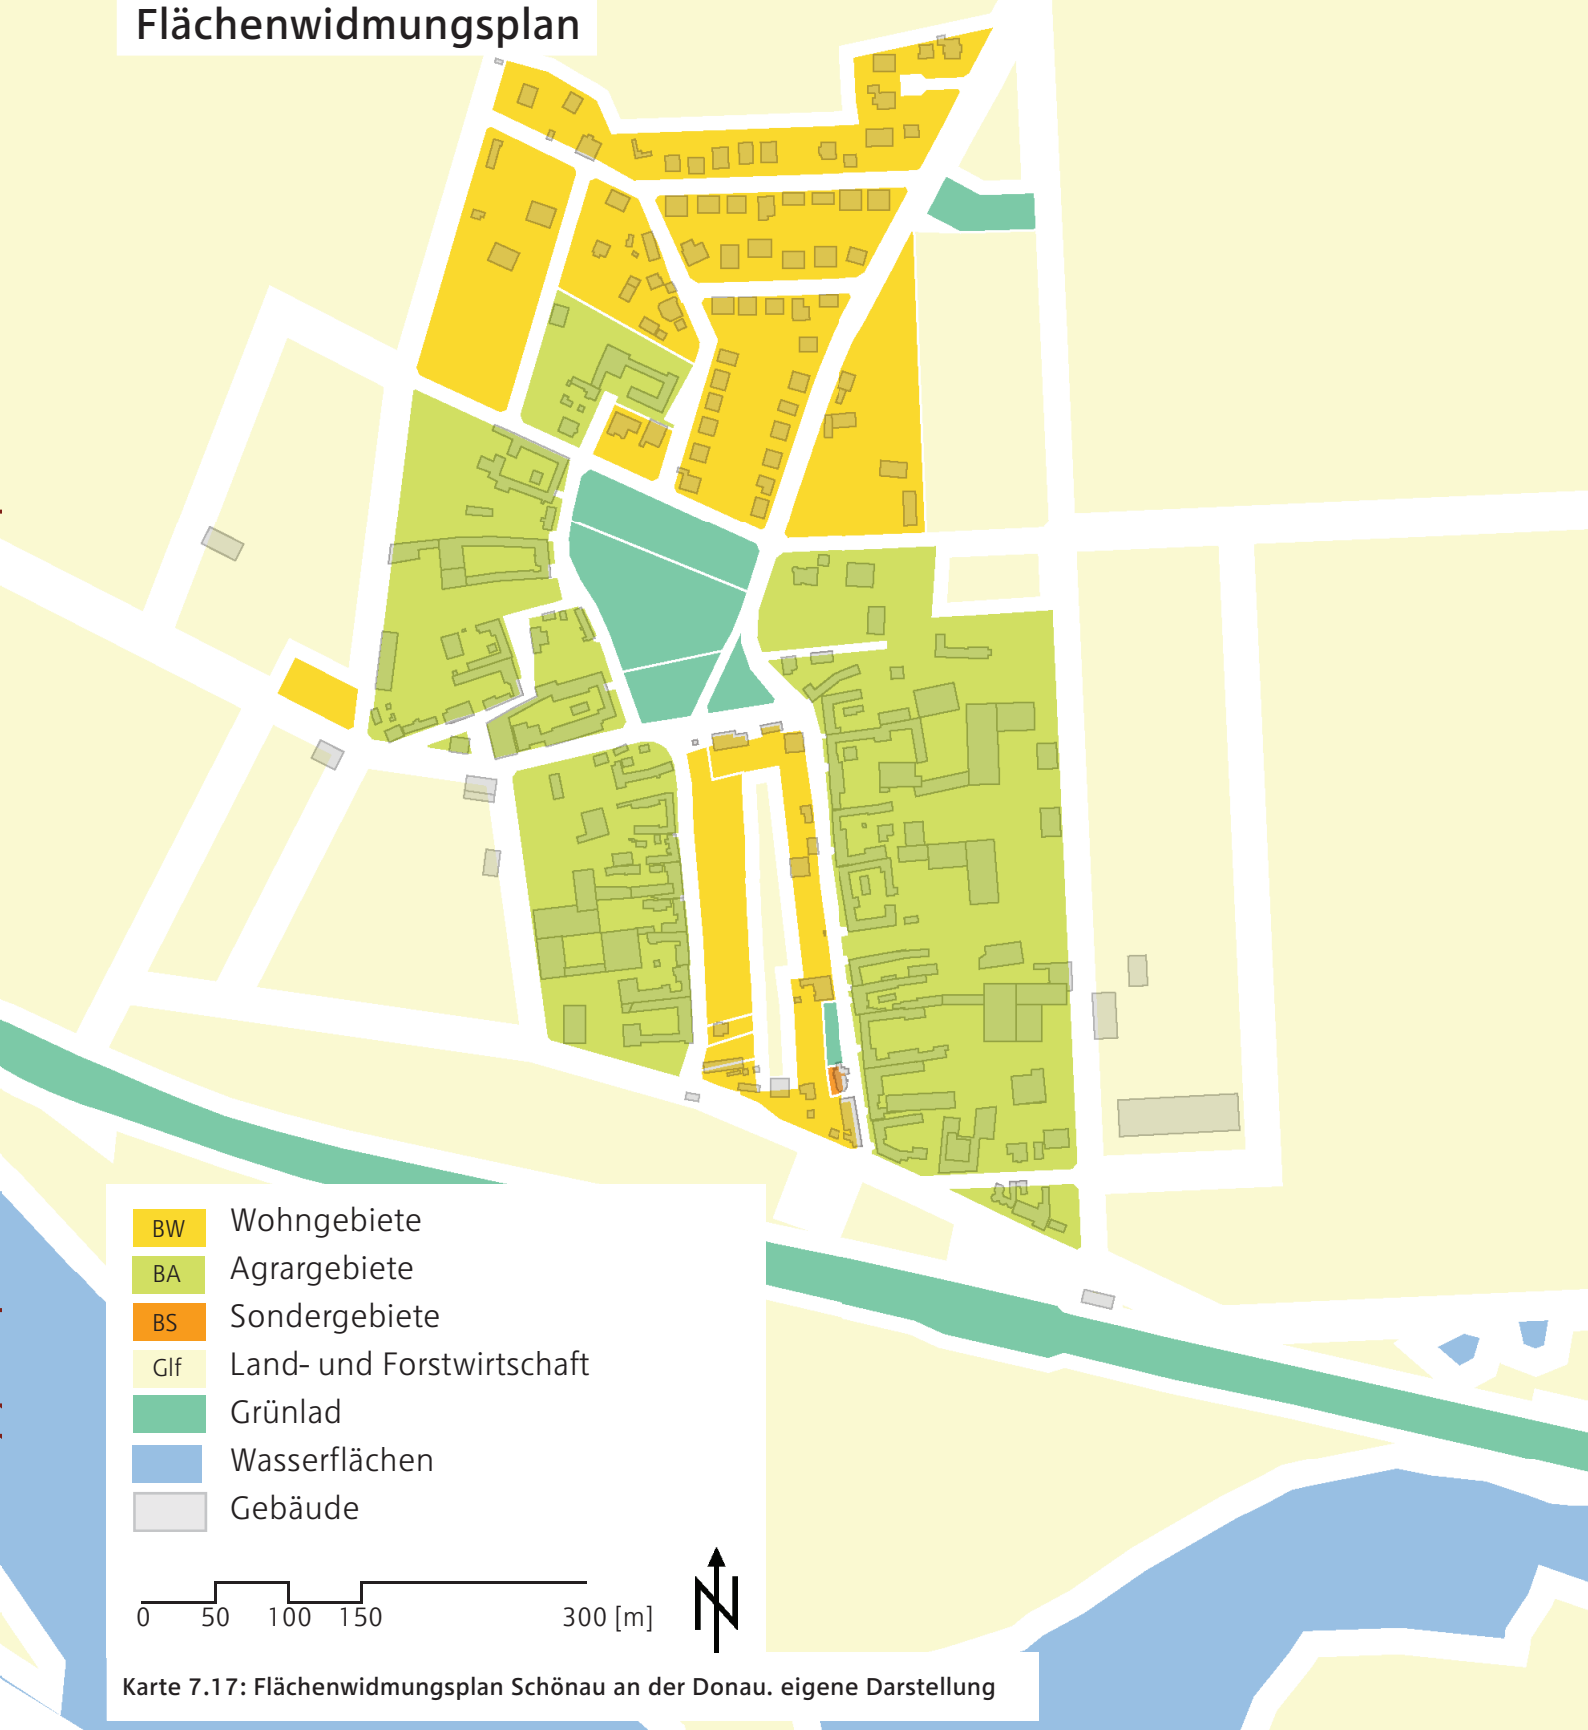 Flächenwidmungsplan
BW Wohngebiete
BA Agrargebiete
BS Sondergebiete
Glf Land- und Forstwirtschaft
Grünlad
Wasserflächen
Gebäude
0 50 100 150 300 [m]
N
Karte 7.17: Flächenwidmungsplan Schönau an der Donau. eigene Darstellung